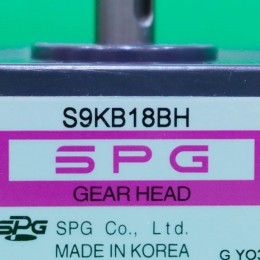 S9KB18BH
SPG
GEAR HEAD
SPG SPG Co., Ltd.
MADE IN KOREA